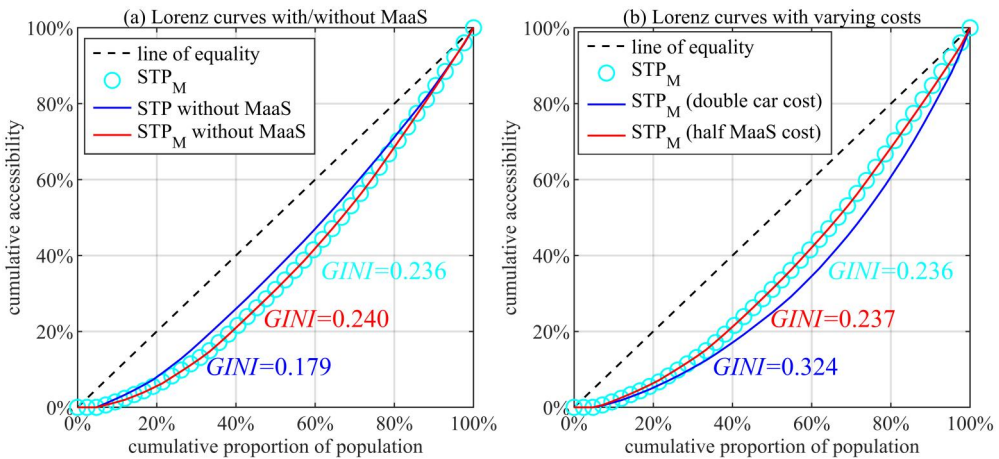 (a) Lorenz curves with/without MaaS
100%
80%
60%
40%
20%
0%
cumulative accessibility
line of equality
STP_M
STP without MaaS
STP_M without MaaS
GINI=0.236
GINI=0.240
GINI=0.179
0% 20% 40% 60% 80% 100%
cumulative proportion of population
(b) Lorenz curves with varying costs
100%
80%
60%
40%
20%
0%
cumulative accessibility
line of equality
STP_M
STP_M (double car cost)
STP_M (half MaaS cost)
GINI=0.236
GINI=0.237
GINI=0.324
0% 20% 40% 60% 80% 100%
cumulative proportion of population